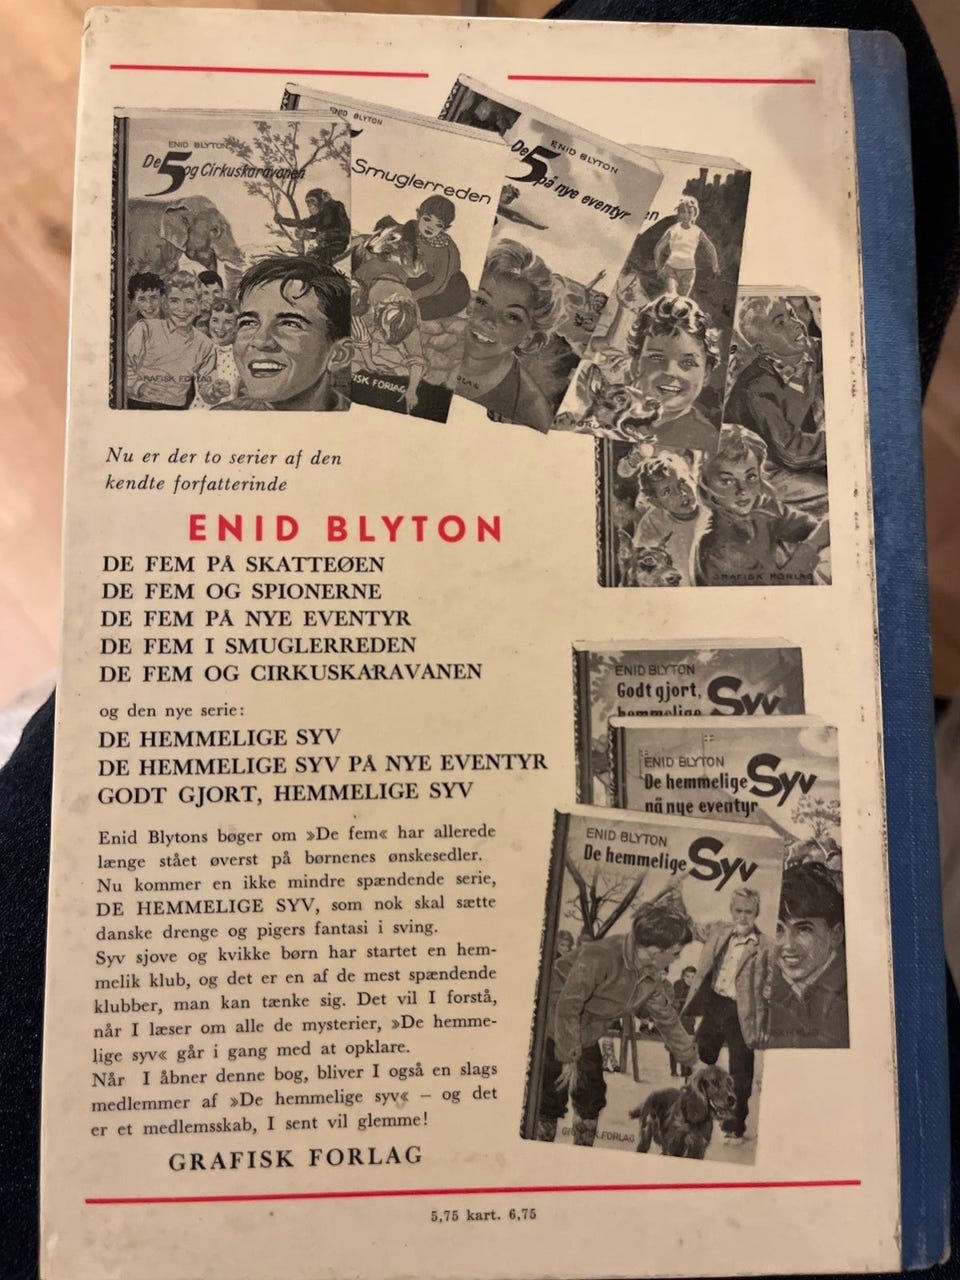 ENID BLYTON
De 5 og Cirkuskaravanen
GRAFISK FORLAG
ENID BLYTON
Smuglerreden
FISK FORLAG
ENID BLYTON
De 5 på nye eventyr
LAG
en
K FORLAG
GRAFISK FORLAG
Nu er der to serier af den
kendte forfatterinde
ENID BLYTON
DE FEM PÅ SKATTEØEN
DE FEM OG SPIONERNE
DE FEM PÅ NYE EVENTYR
DE FEM I SMUGLERREDEN
DE FEM OG CIRKUSKARAVANEN
og den nye serie:
DE HEMMELIGE SYV
DE HEMMELIGE SYV PÅ NYE EVENTYR
GODT GJORT, HEMMELIGE SYV
Enid Blytons bøger om »De fem« har allerede
længe stået øverst på børnenes ønskesedler.
Nu kommer en ikke mindre spændende serie,
DE HEMMELIGE SYV, som nok skal sætte
danske drenge og pigers fantasi i sving.
Syv sjove og kvikke børn har startet en hem-
melik klub, og det er en af de mest spændende
klubber, man kan tænke sig. Det vil I forstå,
når I læser om alle de mysterier, »De hemme-
lige syv« går i gang med at opklare.
Når I åbner denne bog, bliver I også en slags
medlemmer af »De hemmelige syv« – og det
er et medlemsskab, I sent vil glemme!
GRAFISK FORLAG
ENID BLYTON
Godt gjort, Syv
hemmelige
ENID BLYTON
De hemmelige Syv
på nye eventyr
ENID BLYTON
De hemmelige Syv
GRAFISK FORLAG
5,75 kart. 6,75